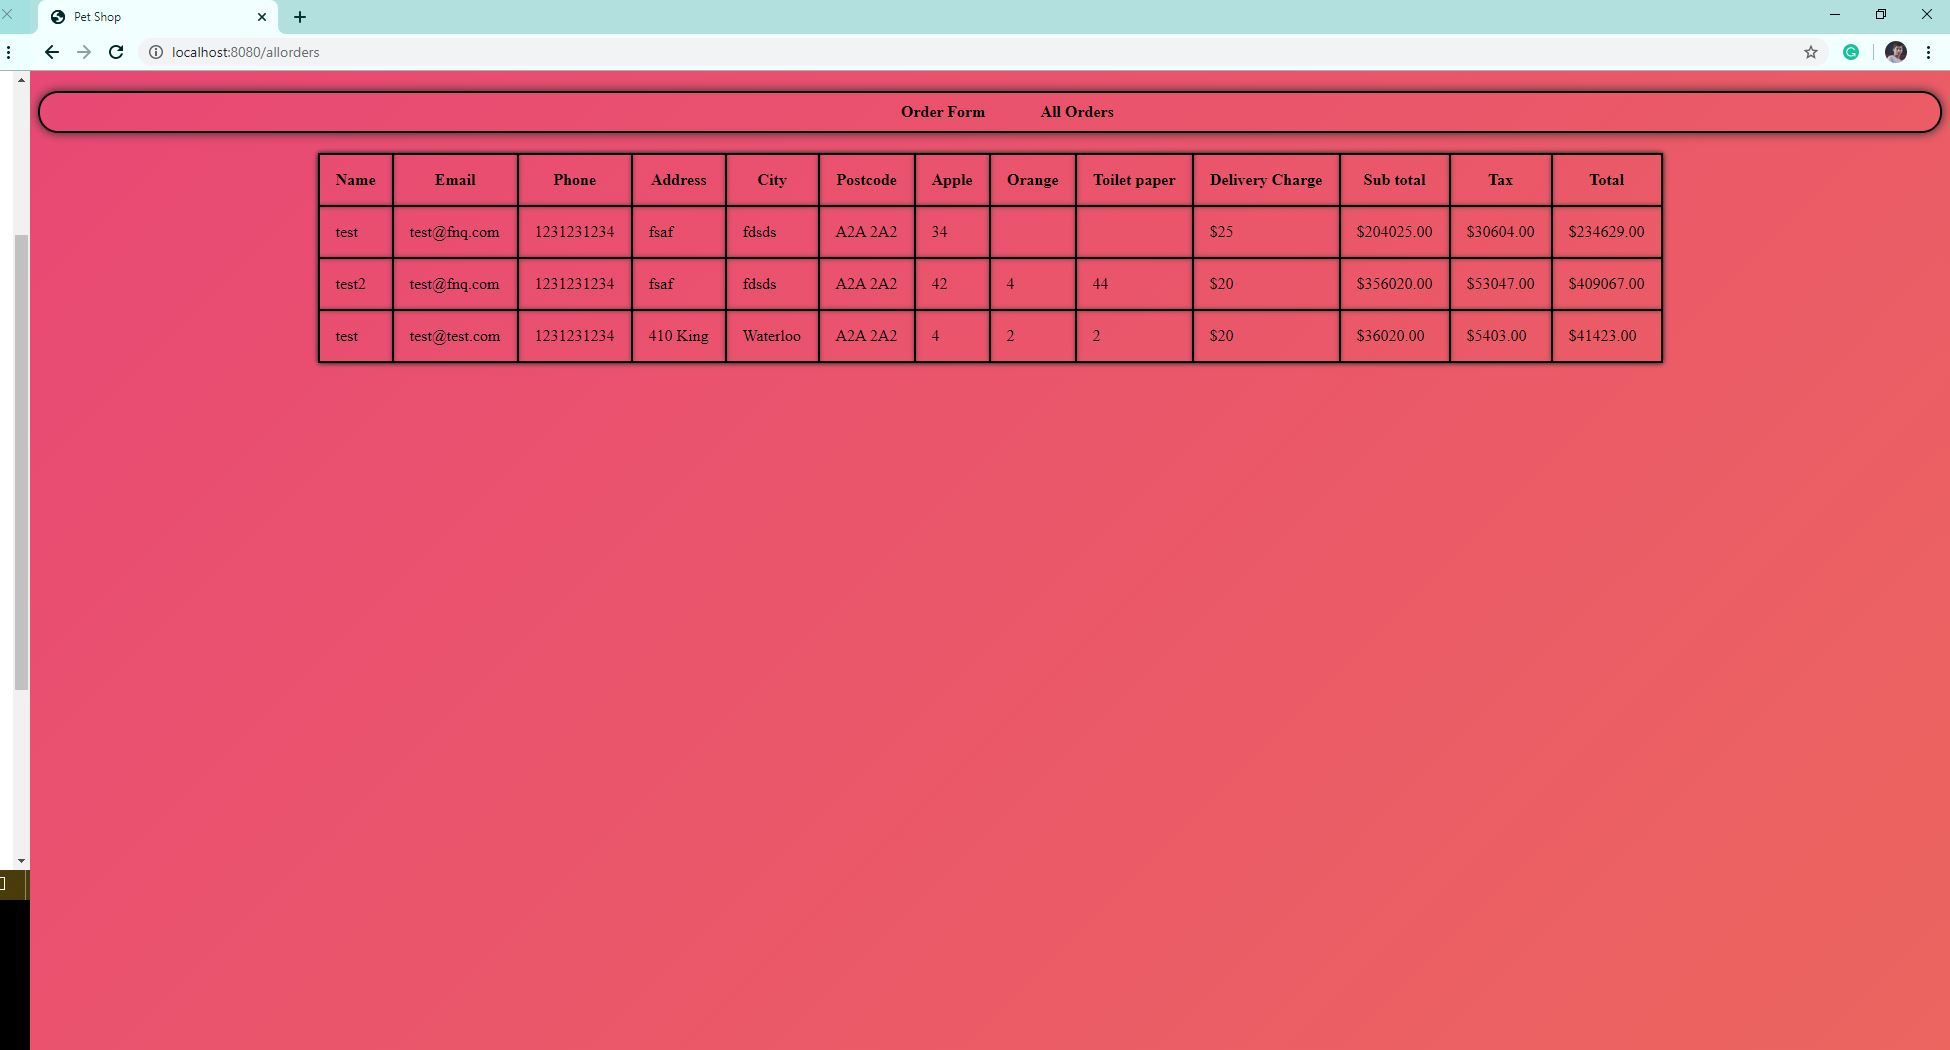 Pet Shop
localhost:8080/allorders
Order Form All Orders
Name Email Phone Address City Postcode Apple Orange Toilet paper Delivery Charge Sub total Tax Total
test test@fnq.com 1231231234 fsaf fdsds A2A 2A2 34 $25 $204025.00 $30604.00 $234629.00
test2 test@fnq.com 1231231234 fsaf fdsds A2A 2A2 42 4 44 $20 $356020.00 $53047.00 $409067.00
test test@test.com 1231231234 410 King Waterloo A2A 2A2 4 2 2 $20 $36020.00 $5403.00 $41423.00